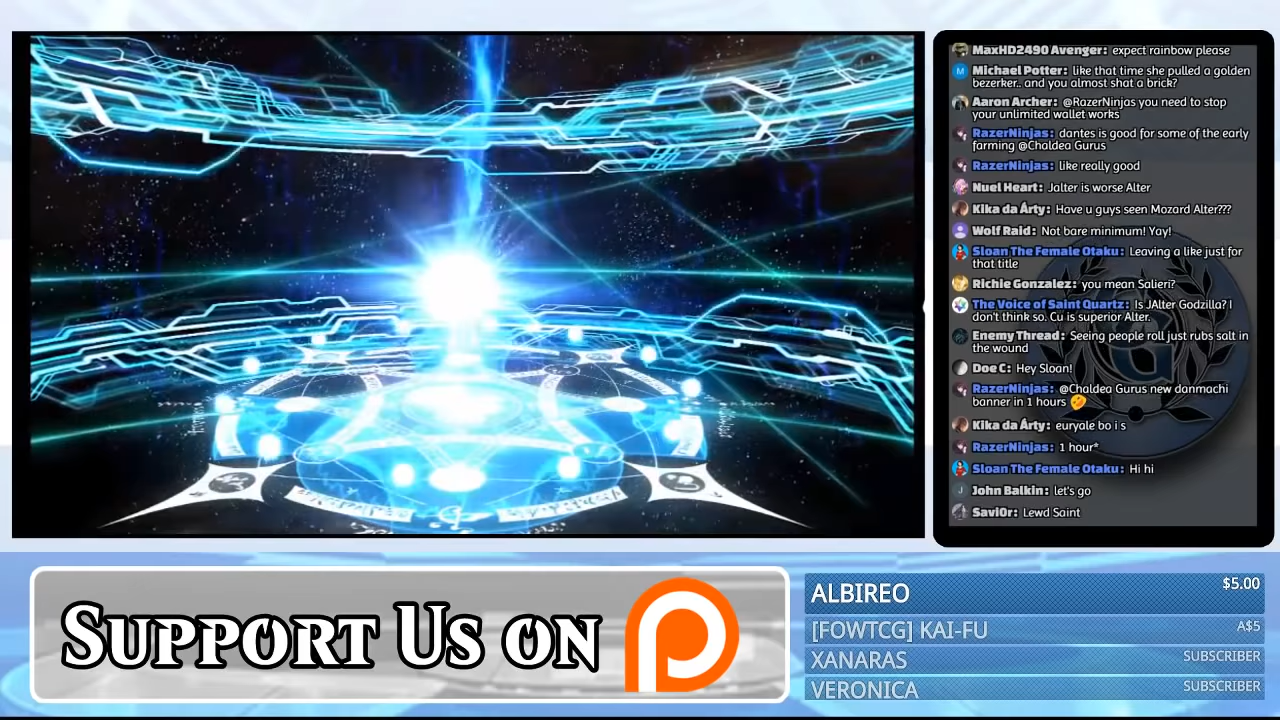 MaxHD2490 Avenger: expect rainbow please
Michael Potter: like that time she pulled a golden
bezerker.. and you almost shat a brick?
Aaron Archer: @RazerNinjas you need to stop
your unlimited wallet works
RazerNinjas: dantes is good for some of the early
farming @Chaldea Gurus
RazerNinjas: like really good
Nuel Heart: Jalter is worse Alter
Kika da Árty: Have u guys seen Mozard Alter???
Wolf Raid: Not bare minimum! Yay!
Sloan The Female Otaku: Leaving a like just for
that title
Richie Gonzalez: you mean Salieri?
The Voice of Saint Quartz: Is JAlter Godzilla? I
don't think so. Cu is superior Alter.
Enemy Thread: Seeing people roll just rubs salt in
the wound
Doe C: Hey Sloan!
RazerNinjas: @Chaldea Gurus new danmachi
banner in 1 hours
Kika da Árty: euryale bo i s
RazerNinjas: 1 hour*
Sloan The Female Otaku: Hi hi
John Balkin: let's go
Savi0r: Lewd Saint
SUPPORT US ON
ALBIREO $5.00
[FOWTCG] KAI-FU A$5
XANARAS SUBSCRIBER
VERONICA SUBSCRIBER